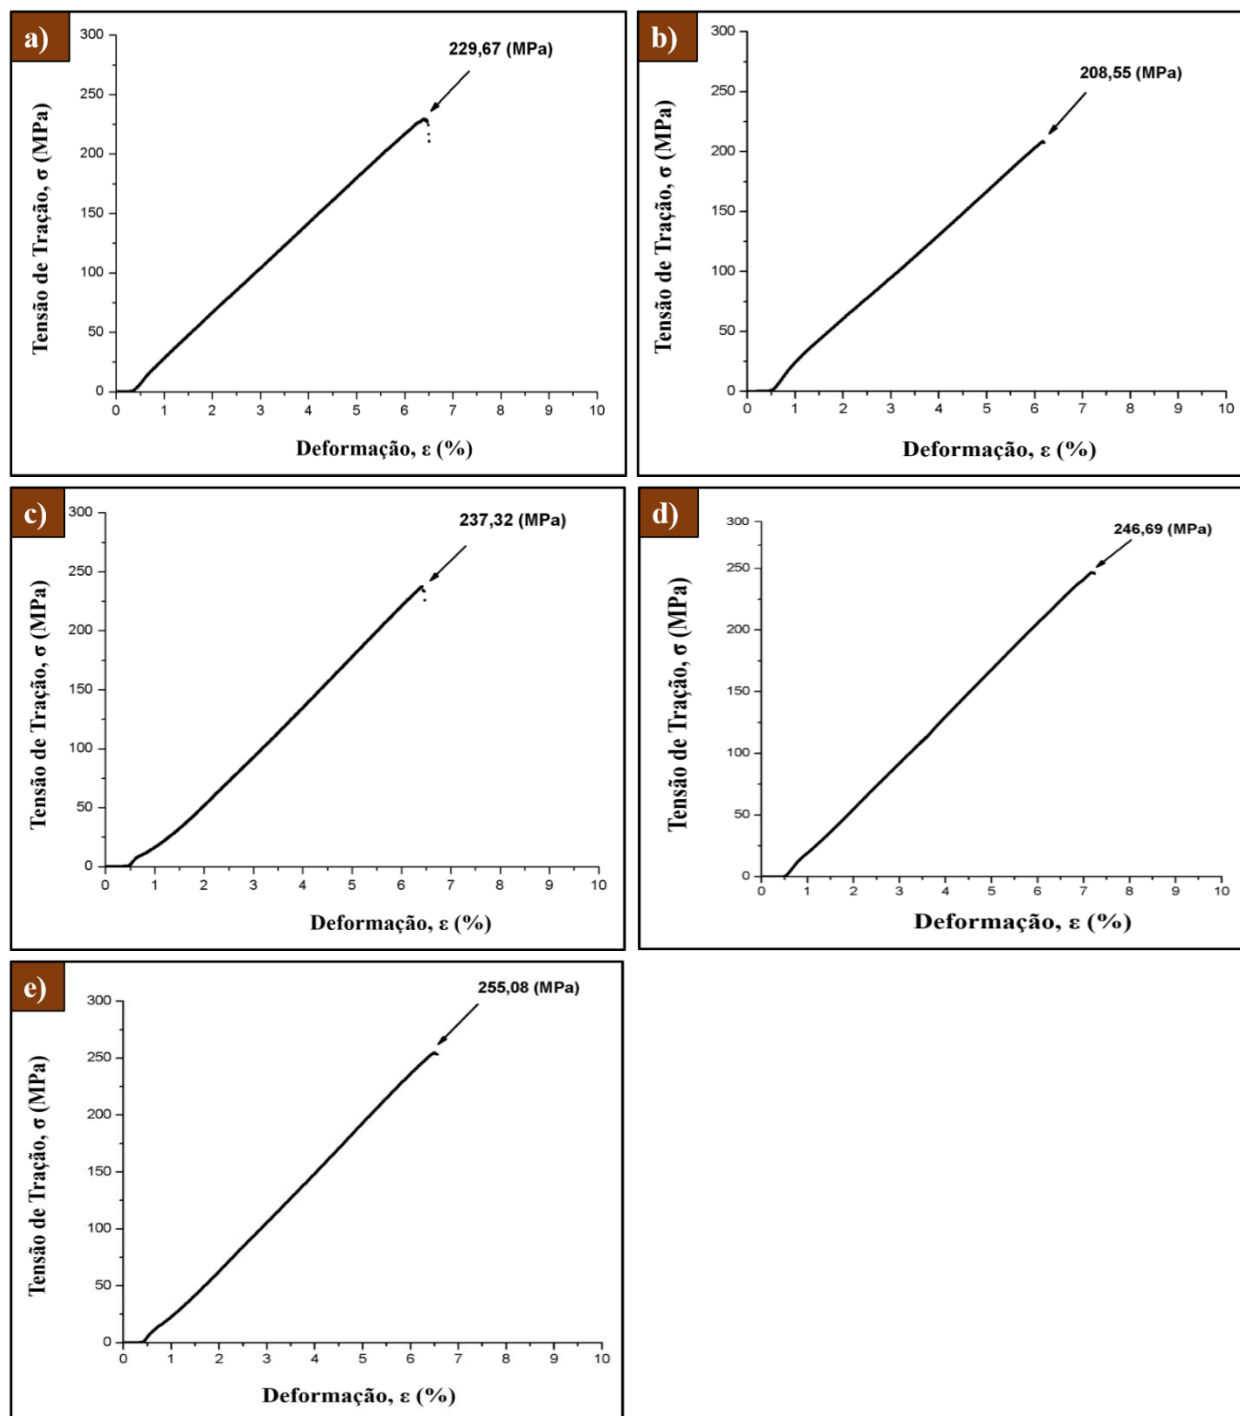 a)
229,67 (MPa)
Tensão de Tração, σ (MPa)
300
250
200
150
100
50
0
0 1 2 3 4 5 6 7 8 9 10
Deformação, ε (%)
b)
208,55 (MPa)
Tensão de Tração, σ (MPa)
300
250
200
150
100
50
0
0 1 2 3 4 5 6 7 8 9 10
Deformação, ε (%)
c)
237,32 (MPa)
Tensão de Tração, σ (MPa)
300
250
200
150
100
50
0
0 1 2 3 4 5 6 7 8 9 10
Deformação, ε (%)
d)
246,69 (MPa)
Tensão de Tração, σ (MPa)
300
250
200
150
100
50
0
0 1 2 3 4 5 6 7 8 9 10
Deformação, ε (%)
e)
255,08 (MPa)
Tensão de Tração, σ (MPa)
300
250
200
150
100
50
0
0 1 2 3 4 5 6 7 8 9 10
Deformação, ε (%)